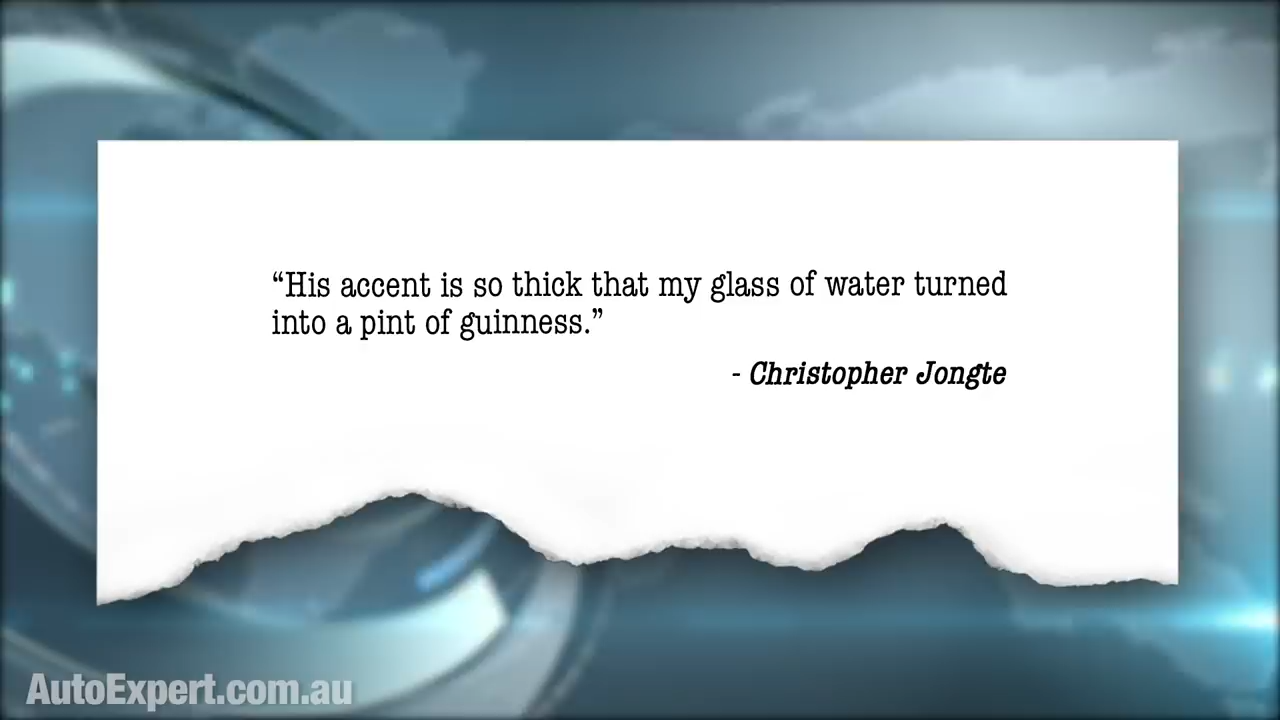 “His accent is so thick that my glass of water turned
into a pint of guinness.”
- Christopher Jongte
AutoExpert.com.au